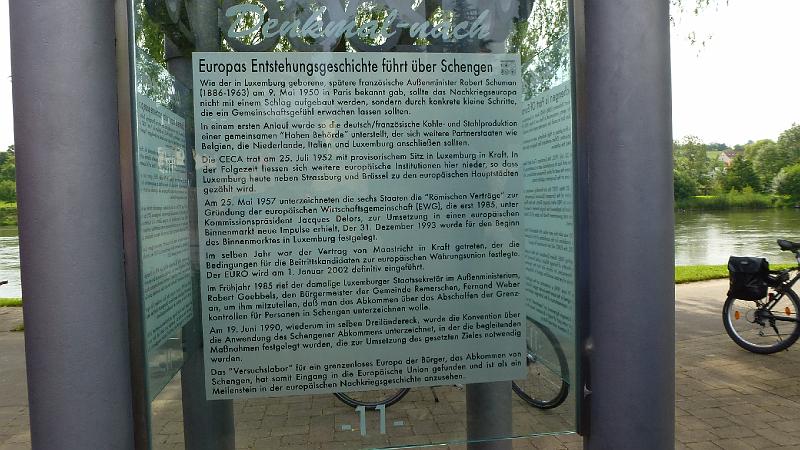 Denkmal-nach
Europas Entstehungsgeschichte führt über Schengen
Wie der in Luxemburg geborene, spätere französische Außenminister Robert Schuman
(1886-1963) am 9. Mai 1950 in Paris bekannt gab, sollte das Nachkriegseuropa
nicht mit einem Schlag aufgebaut werden, sondern durch konkrete kleine Schritte,
die ein Gemeinschaftsgefühl erwachen lassen sollten.
In einem ersten Anlauf wurde so die deutsch/französische Kohle- und Stahlproduktion
einer gemeinsamen "Hohen Behörde" unterstellt, der sich weitere Partnerstaaten wie
Belgien, die Niederlande, Italien und Luxemburg anschließen sollten.
Die CECA trat am 25. Juli 1952 mit provisorischem Sitz in Luxemburg in Kraft. In
der Folgezeit liessen sich weitere europäische Institutionen hier nieder, so dass
Luxemburg heute neben Strassburg und Brüssel zu den europäischen Hauptstädten
gezählt wird.
Am 25. Mai 1957 unterzeichneten die sechs Staaten die "Römischen Verträge" zur
Gründung der europäischen Wirtschaftsgemeinschaft (EWG), die erst 1985, unter
Kommissionspräsident Jacques Delors, zur Umsetzung in einen europäischen
Binnenmarkt neue Impulse erhielt. Der 31. Dezember 1993 wurde für den Beginn
des Binnenmarktes in Luxemburg festgelegt.
Im selben Jahr war der Vertrag von Maastricht in Kraft getreten, der die
Bedingungen für die Beitrittskandidaten zur europäischen Währungsunion festlegte.
Der EURO wird am 1. Januar 2002 definitiv eingeführt.
Im Frühjahr 1985 rief der damalige Luxemburger Staatssekretär im Außenministerium,
Robert Goebbels, den Bürgermeister der Gemeinde Remerschen, Fernand Weber
an, um ihm mitzuteilen, daß man das Abkommen über das Abschaffen der Grenz-
kontrollen für Personen in Schengen unterzeichnen wolle.
Am 19. Juni 1990, wiederum im selben Dreiländereck, wurde die Konvention über
die Anwendung des Schengener Abkommens unterzeichnet, in der die begleitenden
Maßnahmen festgelegt wurden, die zur Umsetzung des gesetzten Zieles notwendig
wurden.
Das "Versuchslabor" für ein grenzenloses Europa der Bürger, das Abkommen von
Schengen, hat somit Eingang in die Europäische Union gefunden und ist als ein
Meilenstein in der europäischen Nachkriegsgeschichte anzusehen.
-11-